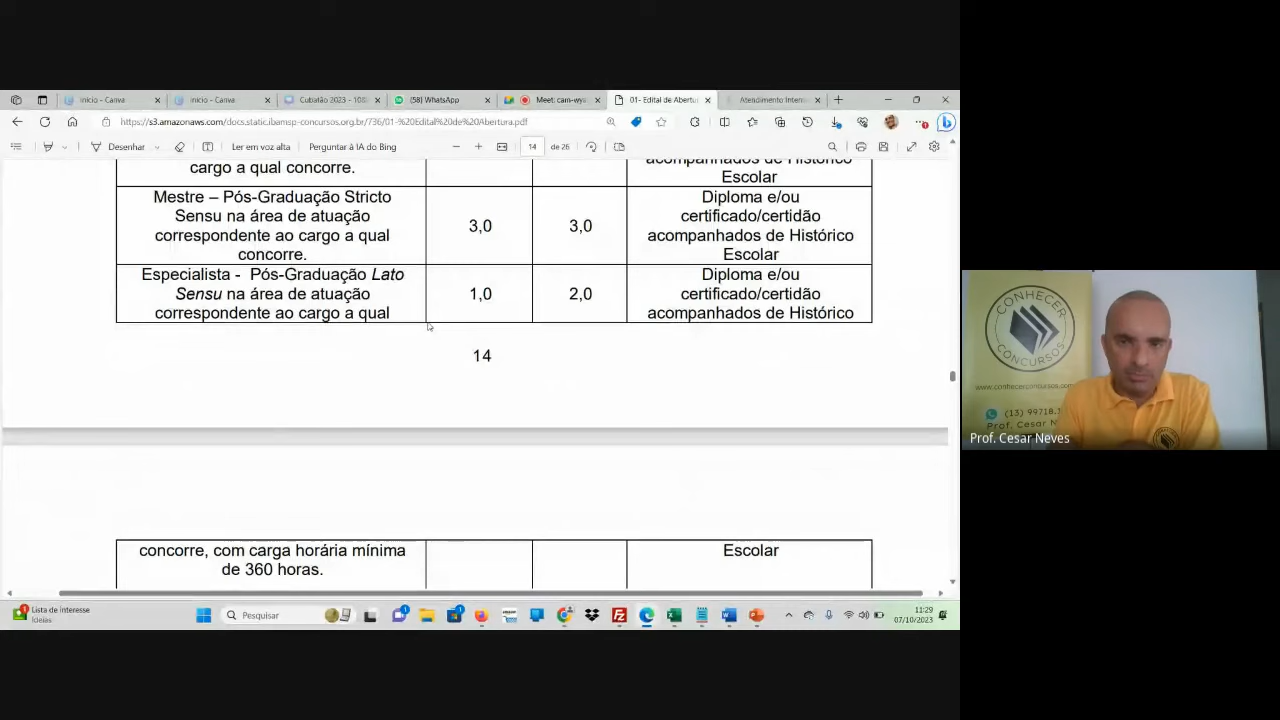 Início - Canva
Início - Canva
Cubatão 2023 - 10:
(58) WhatsApp
Meet: cam-wya
01- Edital de Abertur
Atendimento Intern
https://s3.amazonaws.com/docs.static.ibamsp-concursos.org.br/736/01-%20Edital%20de%20Abertura.pdf
Desenhar
Ler em voz alta
Perguntar à IA do Bing
14
de 26
cargo a qual concorre.
acompanhados de Histórico
Escolar
Mestre – Pós-Graduação Stricto
Sensu na área de atuação
correspondente ao cargo a qual
concorre.
3,0
3,0
Diploma e/ou
certificado/certidão
acompanhados de Histórico
Escolar
Especialista - Pós-Graduação Lato
Sensu na área de atuação
correspondente ao cargo a qual
1,0
2,0
Diploma e/ou
certificado/certidão
acompanhados de Histórico
14
concorre, com carga horária mínima
de 360 horas.
Escolar
CONHECER
CONCURSOS
www.conhecerconcursos.com
(13) 99718.
Prof. Cesar N
Prof. Cesar Neves
Lista de interesse
Ideias
Pesquisar
11:29
07/10/2023